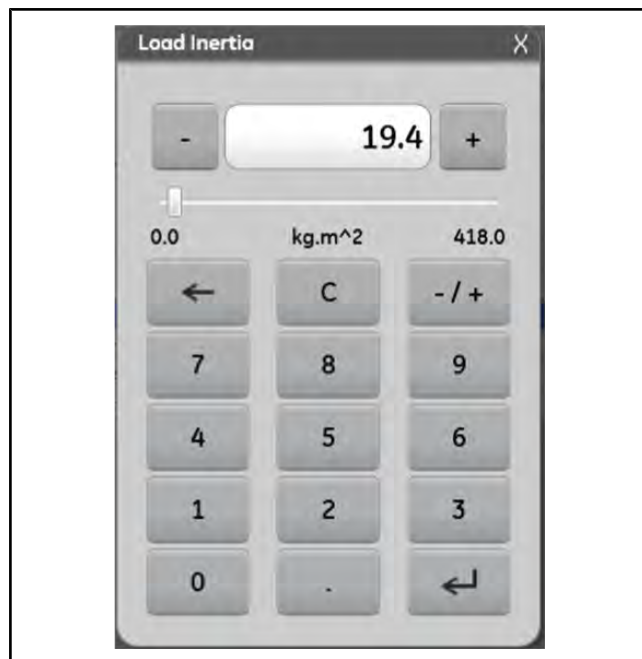 Load Inertia X
- 19.4 +
0.0 kg.m^2 418.0
← C - / +
7 8 9
4 5 6
1 2 3
0 . ↵